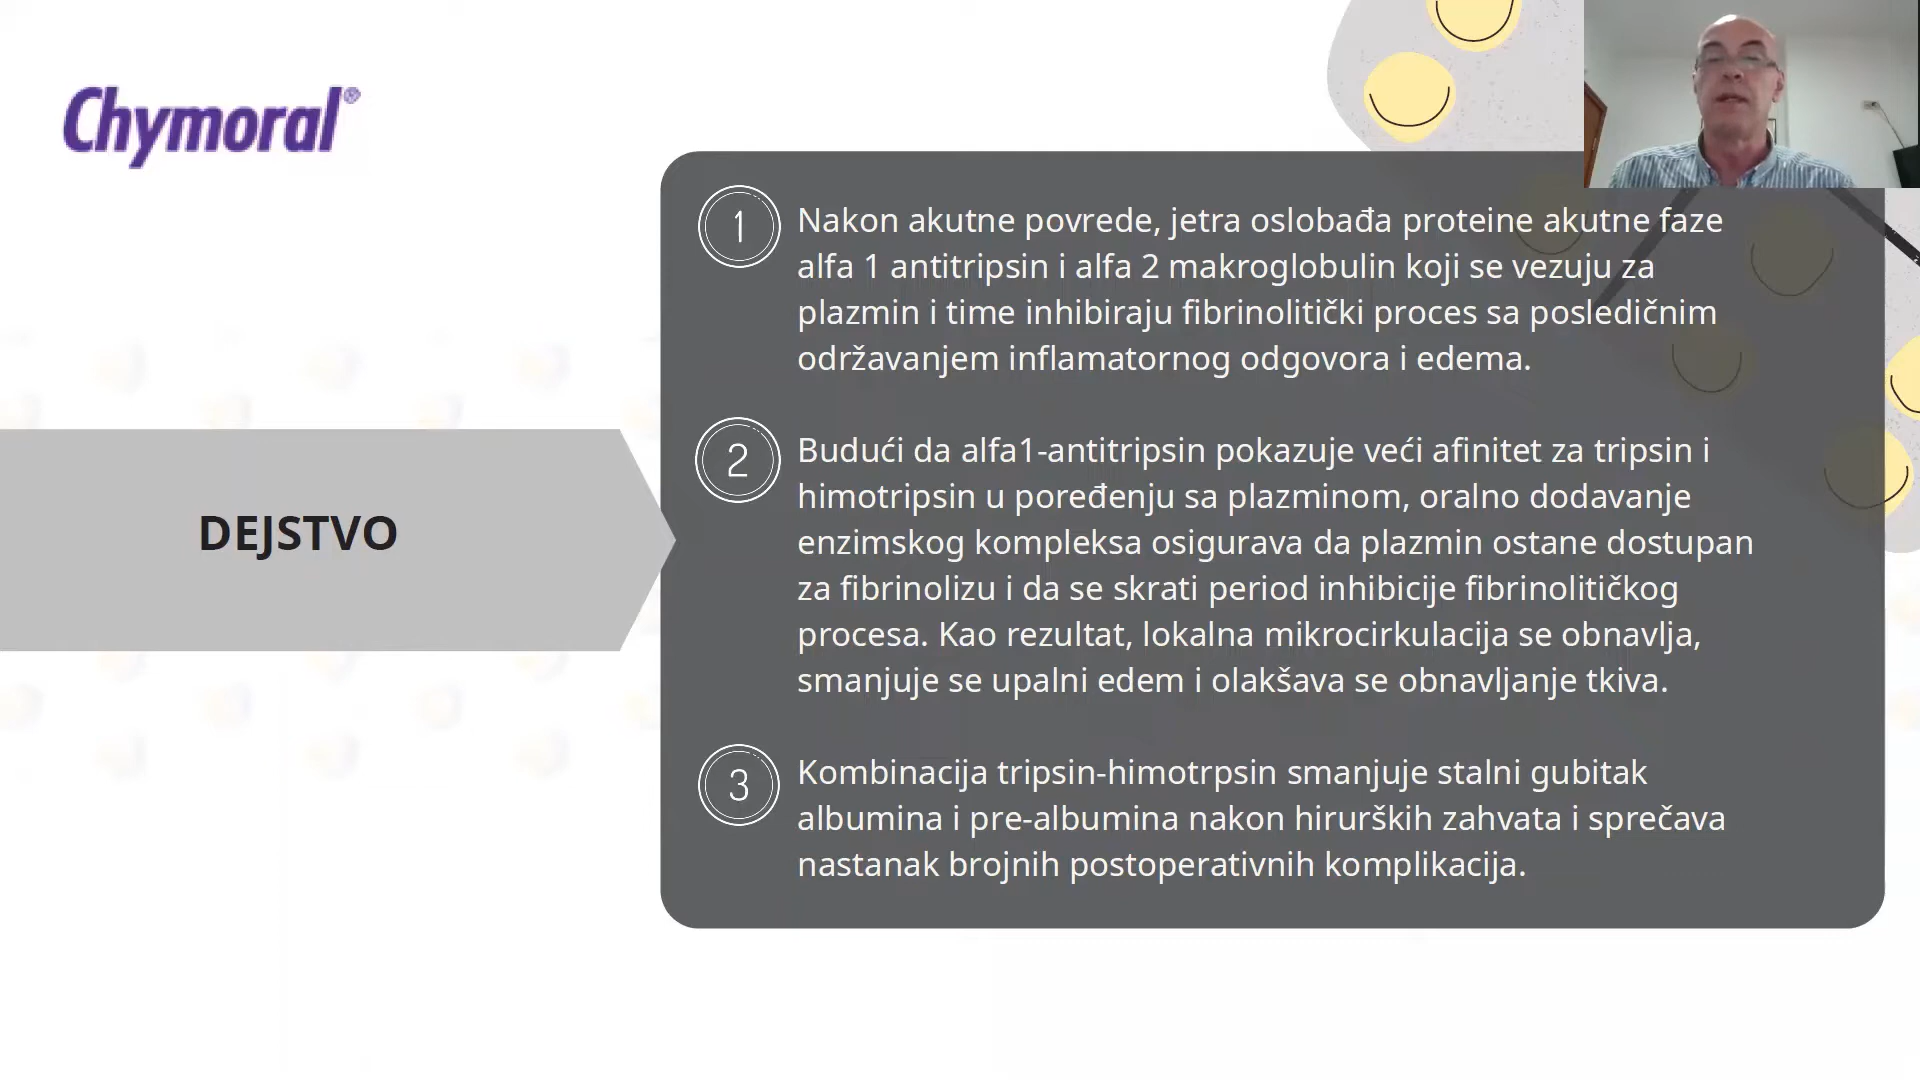 Chymoral®
DEJSTVO
1
Nakon akutne povrede, jetra oslobađa proteine akutne faze
alfa 1 antitripsin i alfa 2 makroglobulin koji se vezuju za
plazmin i time inhibiraju fibrinolitički proces sa posledičnim
održavanjem inflamatornog odgovora i edema.
2
Budući da alfa1-antitripsin pokazuje veći afinitet za tripsin i
himotripsin u poređenju sa plazminom, oralno dodavanje
enzimskog kompleksa osigurava da plazmin ostane dostupan
za fibrinolizu i da se skrati period inhibicije fibrinolitičkog
procesa. Kao rezultat, lokalna mikrocirkulacija se obnavlja,
smanjuje se upalni edem i olakšava se obnavljanje tkiva.
3
Kombinacija tripsin-himotrpsin smanjuje stalni gubitak
albumina i pre-albumina nakon hirurških zahvata i sprečava
nastanak brojnih postoperativnih komplikacija.